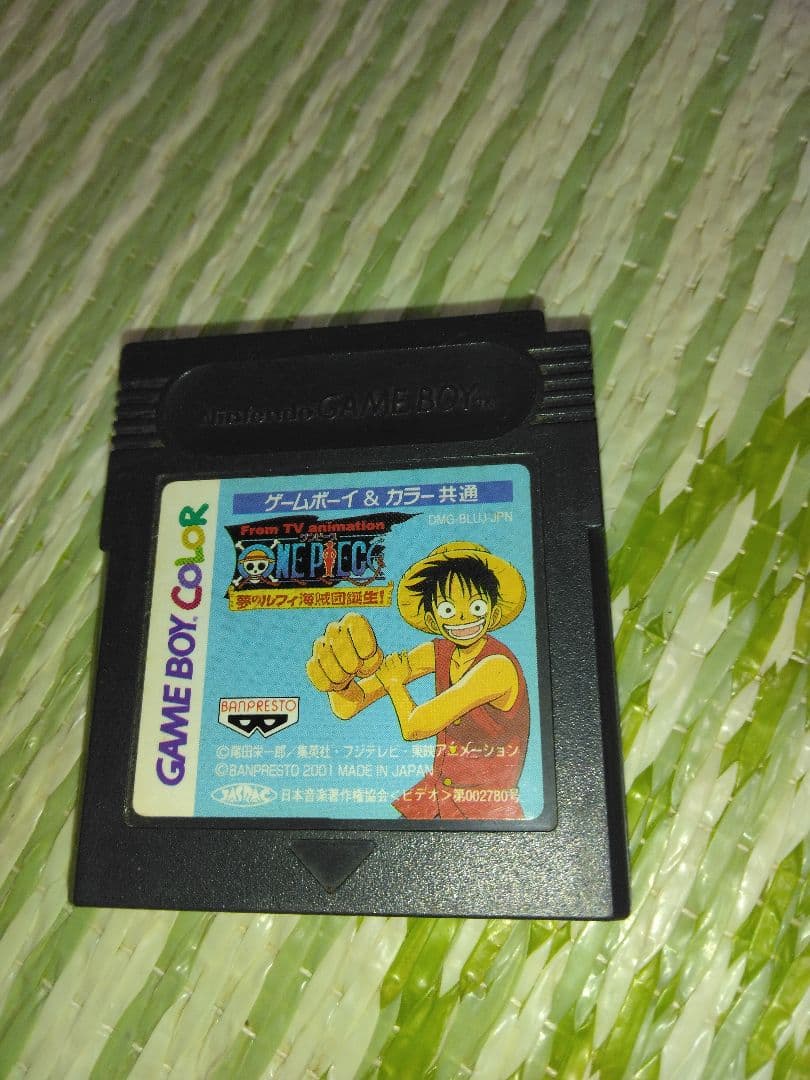 Nintendo GAME BOY™
ゲームボーイ & カラー共通
DMG-BLUJ-JPN
From TV animation
ワンピース
ONE PIECE
夢のルフィ海賊団誕生!
GAME BOY COLOR
BANPRESTO
©尾田栄一郎/集英社・フジテレビ・東映アニメーション
©BANPRESTO 2001 MADE IN JAPAN
JASRAC 日本音楽著作権協会<ビデオ>第002780号